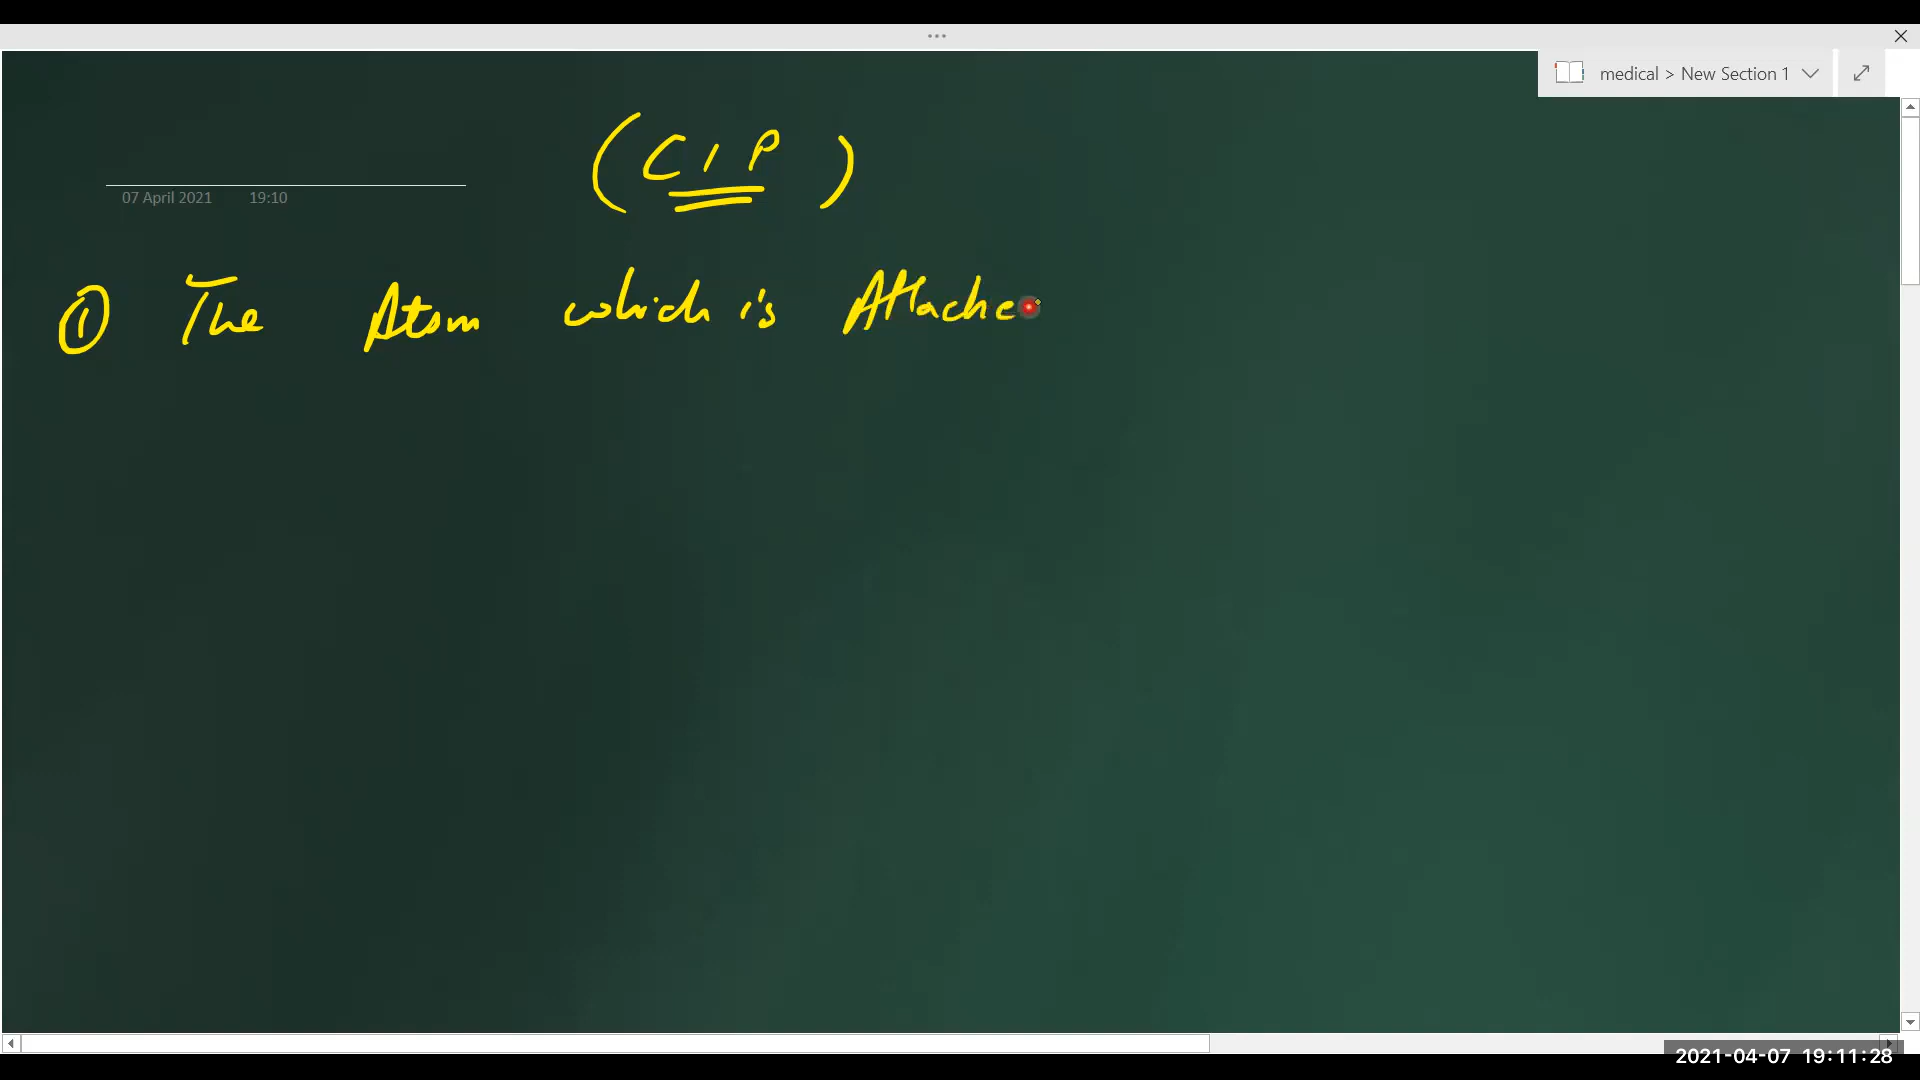 ...
medical > New Section 1
(CIP)
07 April 2021 19:10
① The Atom which is Attache
2021-04-07 19:11:28